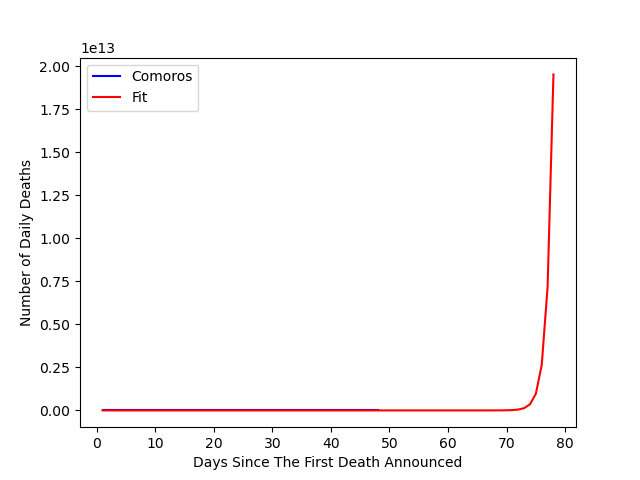 1e13
2.00
1.75
1.50
1.25
1.00
0.75
0.50
0.25
0.00
Number of Daily Deaths
Comoros
Fit
0 10 20 30 40 50 60 70 80
Days Since The First Death Announced